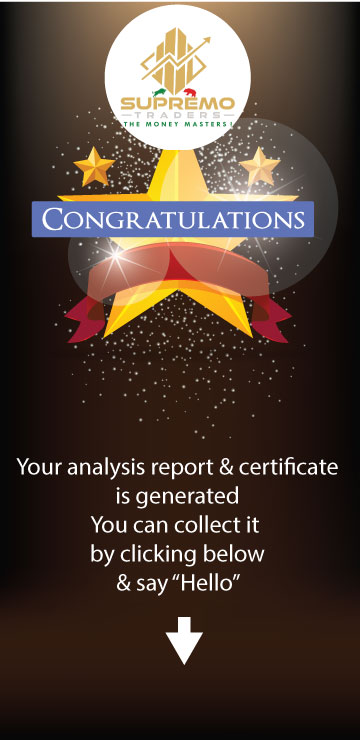 SUPREMO
TRADERS
THE MONEY MASTERS!
CONGRATULATIONS
Your analysis report & certificate
is generated
You can collect it
by clicking below
& say “Hello”